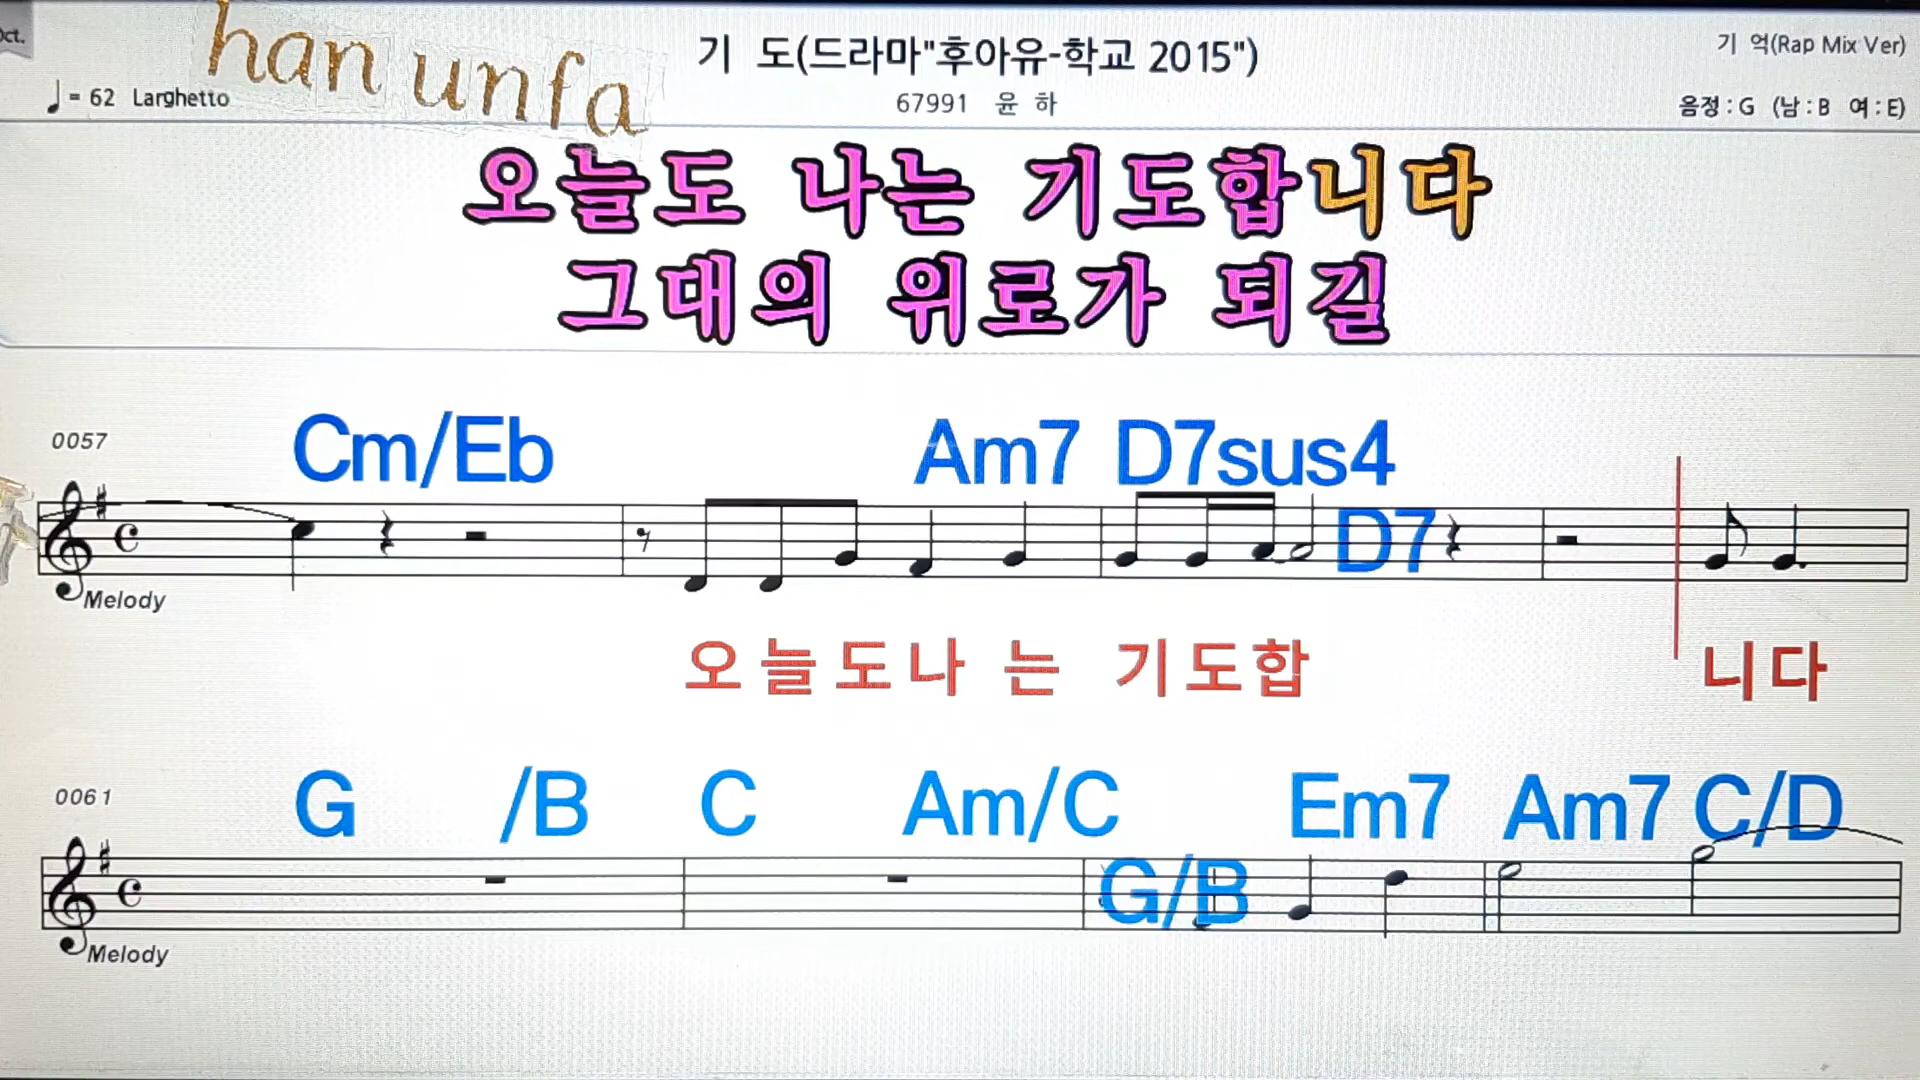 Oct.
han unfa
기 도(드라마"후아유-학교 2015")
기 억(Rap Mix Ver)
= 62 Larghetto
67991 윤 하
음정 : G (남 : B 여 : E)
오늘도 나는 기도합니다
그대의 위로가 되길
0057
Cm/Eb Am7 D7sus4
D7
Melody
오 늘 도 나 는 기 도 합 니 다
0061
G /B C Am/C Em7 Am7 C/D
G/B
Melody